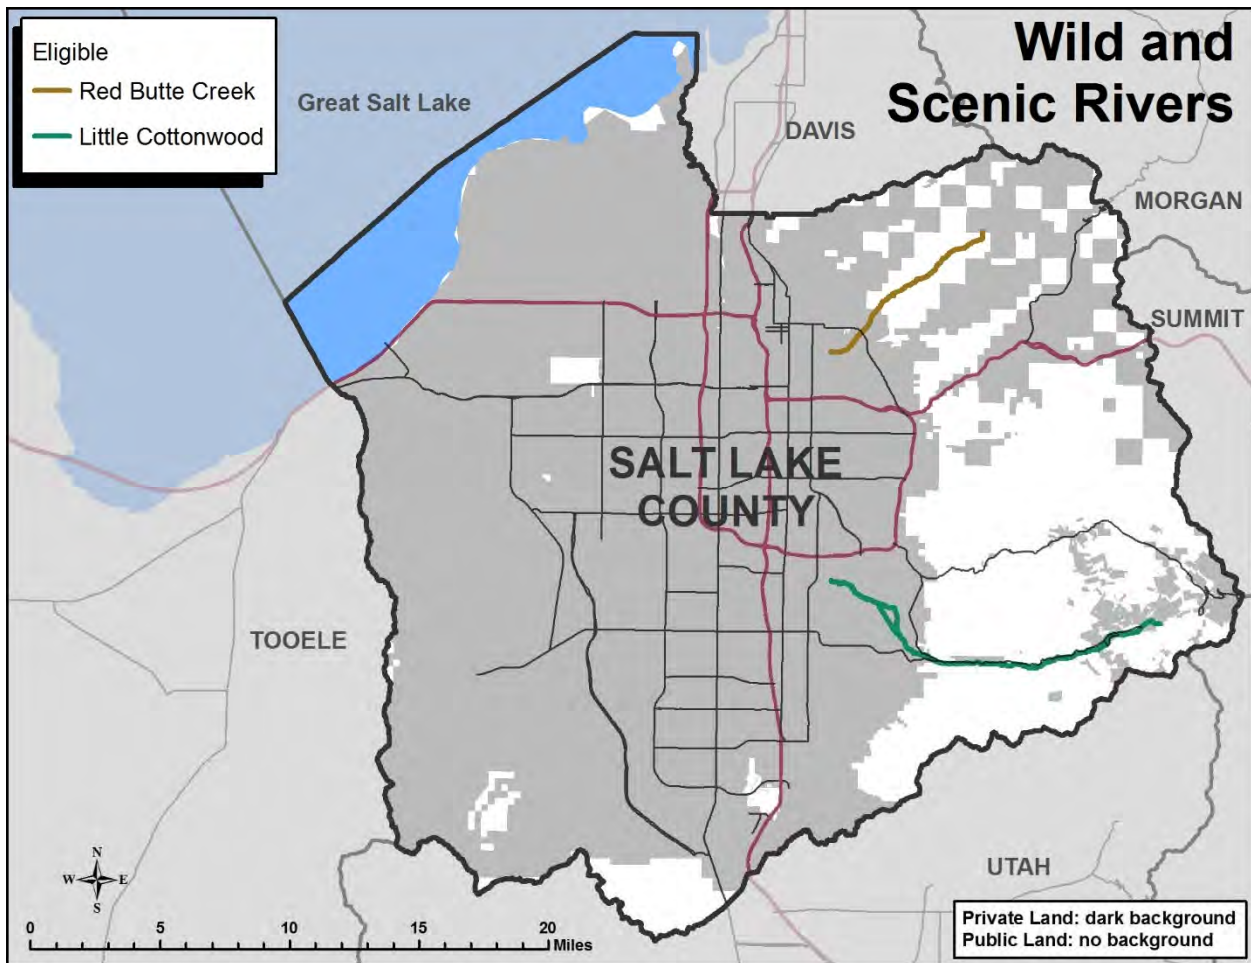 Wild and
Scenic Rivers
Eligible
Red Butte Creek
Little Cottonwood
Great Salt Lake
DAVIS
MORGAN
SUMMIT
SALT LAKE
COUNTY
TOOELE
UTAH
N
W E
S
0 5 10 15 20
Miles
Private Land: dark background
Public Land: no background